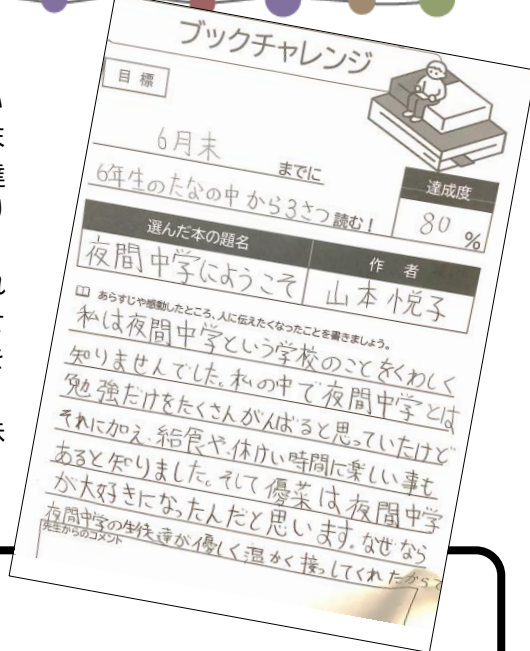 ブックチャレンジ
目標
6月末 までに
6年生のたなの中から3さつ 読む!
達成度
80 %
選んだ本の題名
作者
夜間中学にようこそ
山本悦子
あらすじや感動したところ、人に伝えたくなったことを書きましょう。
私は夜間中学という学校のことをくわしく
知りませんでした。私の中で夜間中学とは
勉強だけをたくさんがんばると思っていたけど
それに加え、給食や、休けい時間に楽しい事も
あると知りました。そして優菜は夜間中学
が大好きになったんだと思います。なぜなら
夜間中学の生徒達が優しく温かく接してくれたからで
先生からのコメント